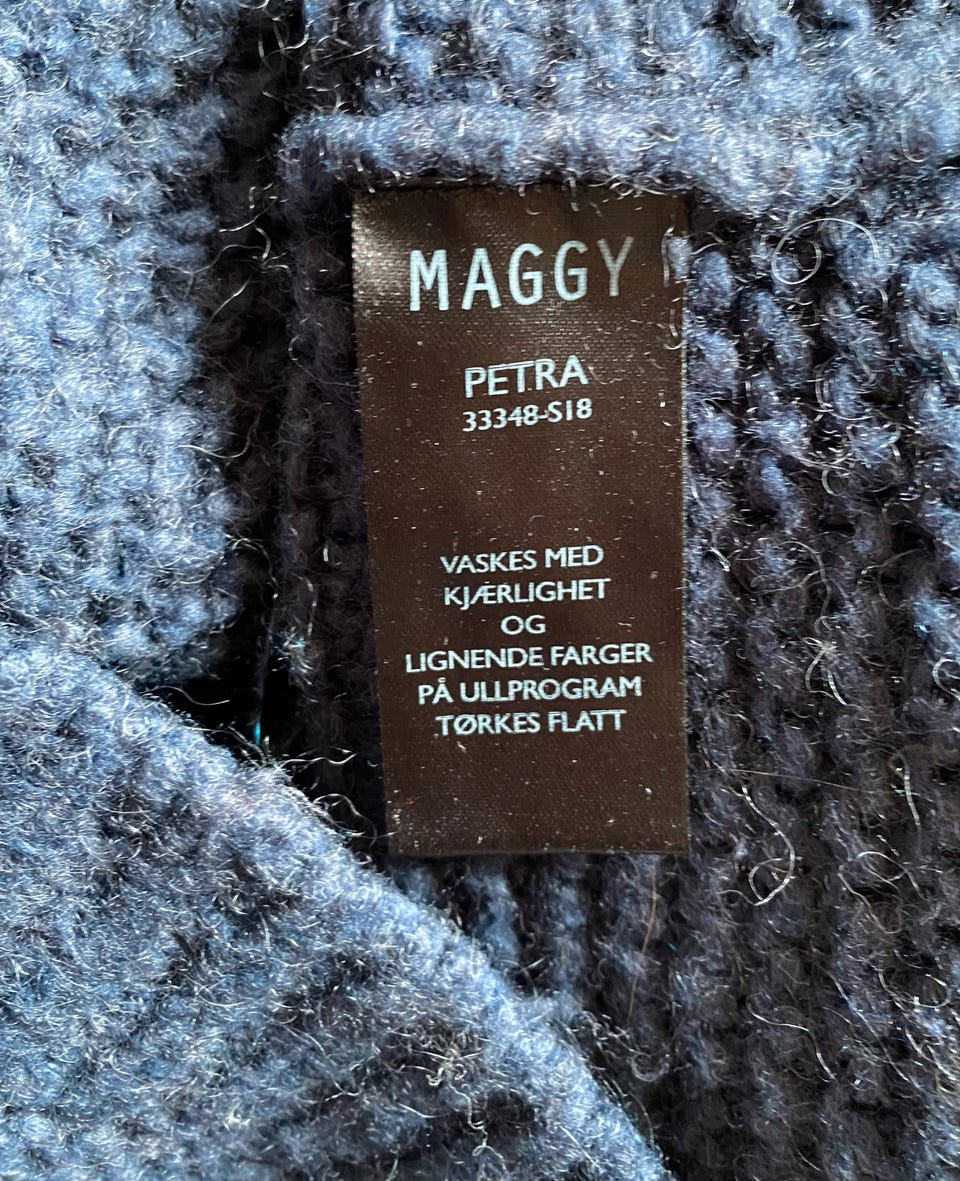 MAGGY
PETRA
33348-S18
VASKES MED
KJÆRLIGHET
OG
LIGNENDE FARGER
PÅ ULLPROGRAM
TØRKES FLATT